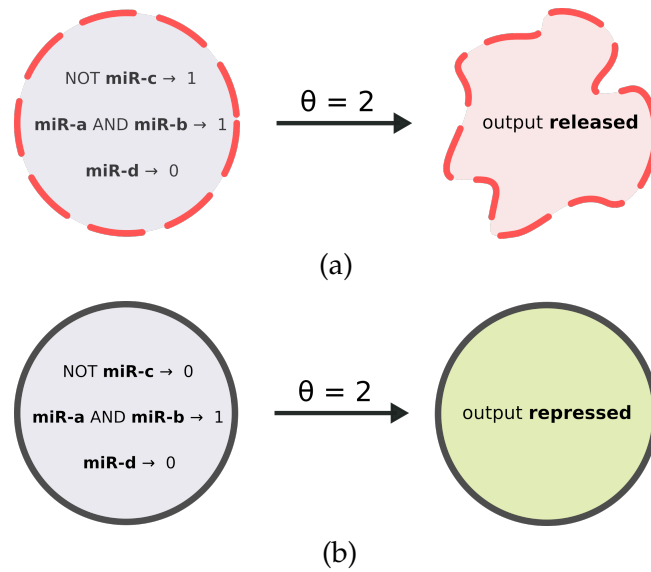 NOT miR-c → 1
miR-a AND miR-b → 1
miR-d → 0
θ = 2
output released
(a)
NOT miR-c → 0
miR-a AND miR-b → 1
miR-d → 0
θ = 2
output repressed
(b)